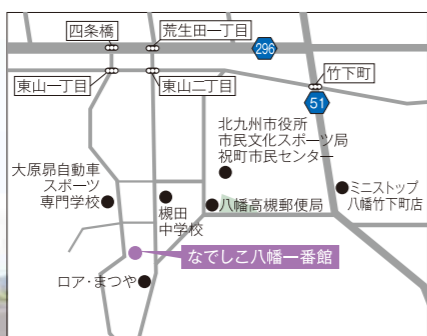 四条橋
荒生田一丁目
296
東山一丁目
東山二丁目
竹下町
51
北九州市役所
市民文化スポーツ局
祝町市民センター
大原昴自動車
スポーツ
専門学校
槻田
中学校
八幡高槻郵便局
ミニストップ
八幡竹下町店
なでしこ八幡一番館
ロア・まつや